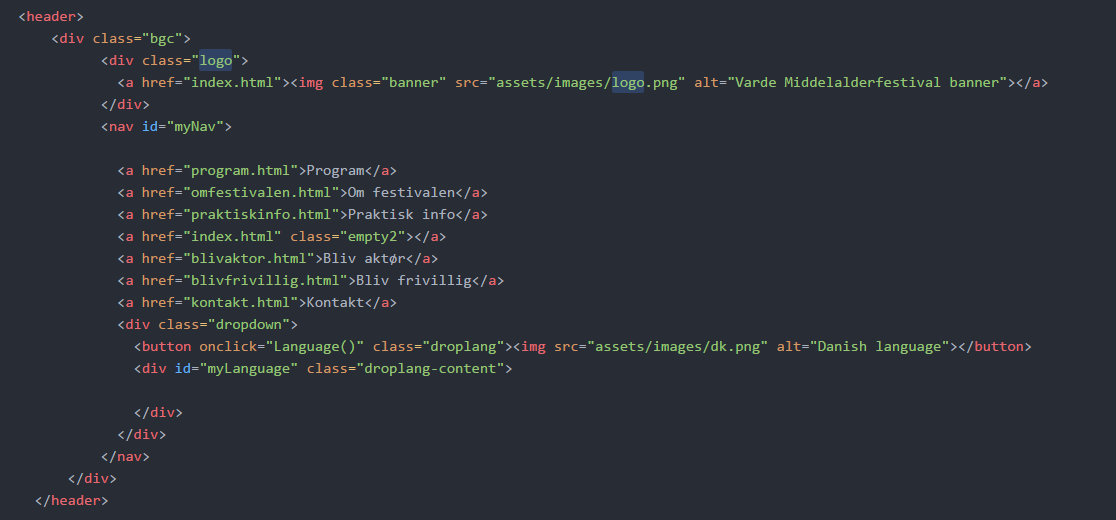 <header>
<div class="bgc">
<div class="logo">
<a href="index.html"><img class="banner" src="assets/images/logo.png" alt="Varde Middelalderfestival banner"></a>
</div>
<nav id="myNav">
<a href="program.html">Program</a>
<a href="omfestivalen.html">Om festivalen</a>
<a href="praktiskinfo.html">Praktisk info</a>
<a href="index.html" class="empty2"></a>
<a href="blivaktor.html">Bliv aktør</a>
<a href="blivfrivillig.html">Bliv frivillig</a>
<a href="kontakt.html">Kontakt</a>
<div class="dropdown">
<button onclick="Language()" class="droplang"><img src="assets/images/dk.png" alt="Danish language"></button>
<div id="myLanguage" class="droplang-content">
</div>
</div>
</nav>
</div>
</header>